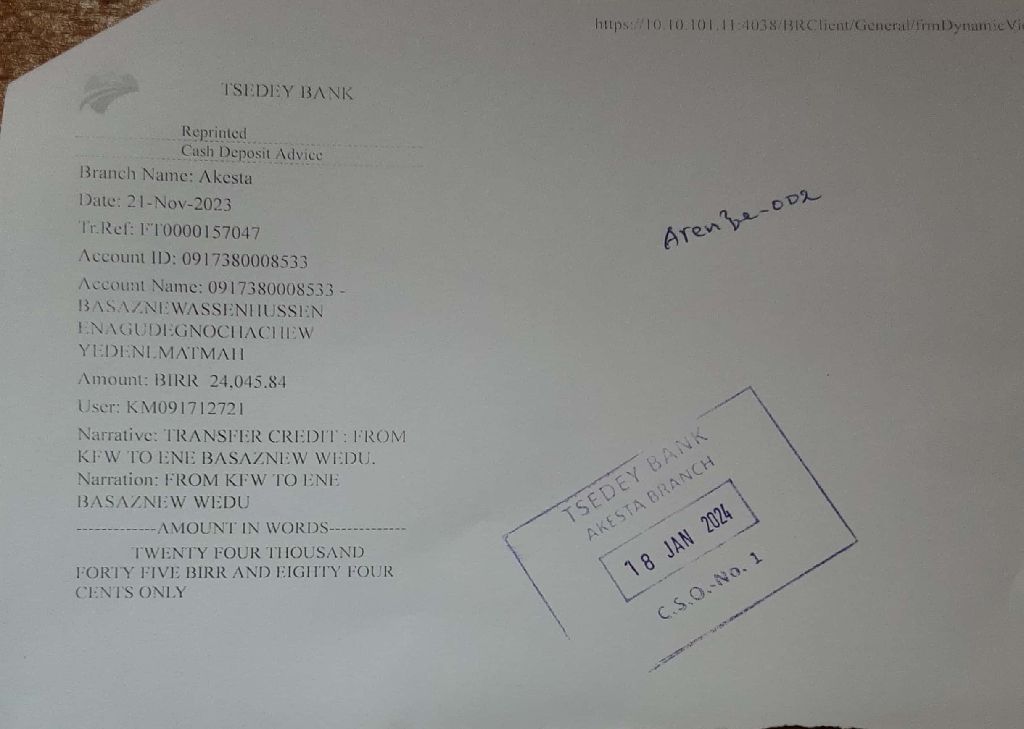 https://10.10.101.11:4038/BRClient/General/frmDynamicVie
TSEDEY BANK
Reprinted
Cash Deposit Advice
Branch Name: Akesta
Date: 21-Nov-2023
Tr.Ref: FT0000157047
Account ID: 0917380008533
Account Name: 0917380008533 -
BASAZNEWASSENHUSSEN
ENAGUDEGNOCHACHEW
YEDENLMATMAH
Amount: BIRR 24,045.84
User: KM091712721
Narrative: TRANSFER CREDIT : FROM
KFW TO ENE BASAZNEW WEDU.
Narration: FROM KFW TO ENE
BASAZNEW WEDU
-------------AMOUNT IN WORDS-------------
TWENTY FOUR THOUSAND
FORTY FIVE BIRR AND EIGHTY FOUR
CENTS ONLY
TSEDEY BANK
AKESTA BRANCH
18 JAN 2024
C.S.O.-No. 1